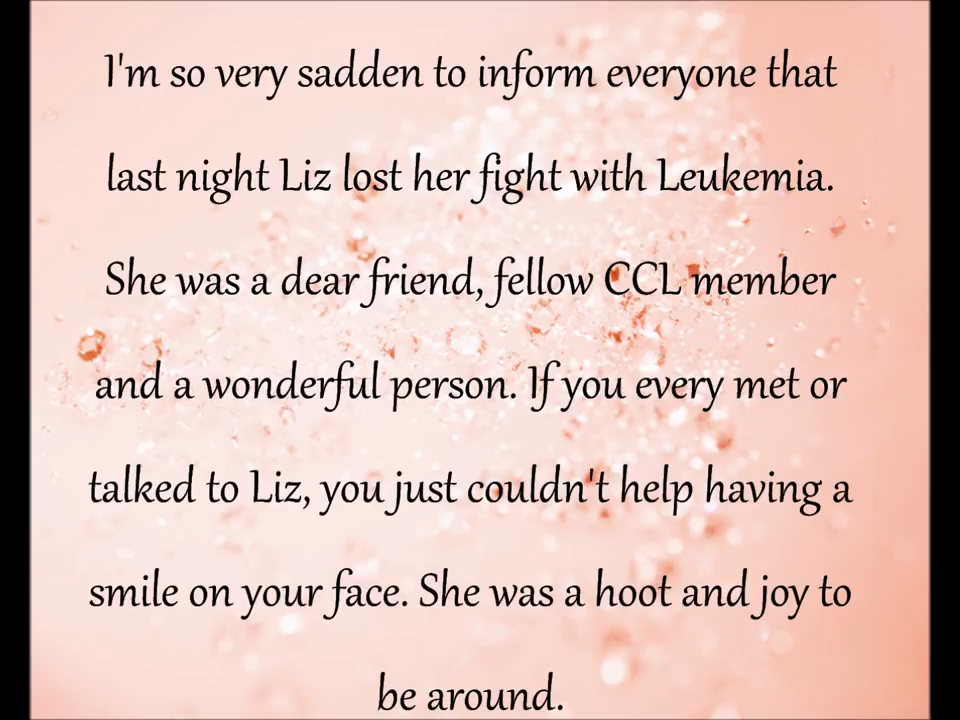 I'm so very sadden to inform everyone that
last night Liz lost her fight with Leukemia.
She was a dear friend, fellow CCL member
and a wonderful person. If you every met or
talked to Liz, you just couldn't help having a
smile on your face. She was a hoot and joy to
be around.